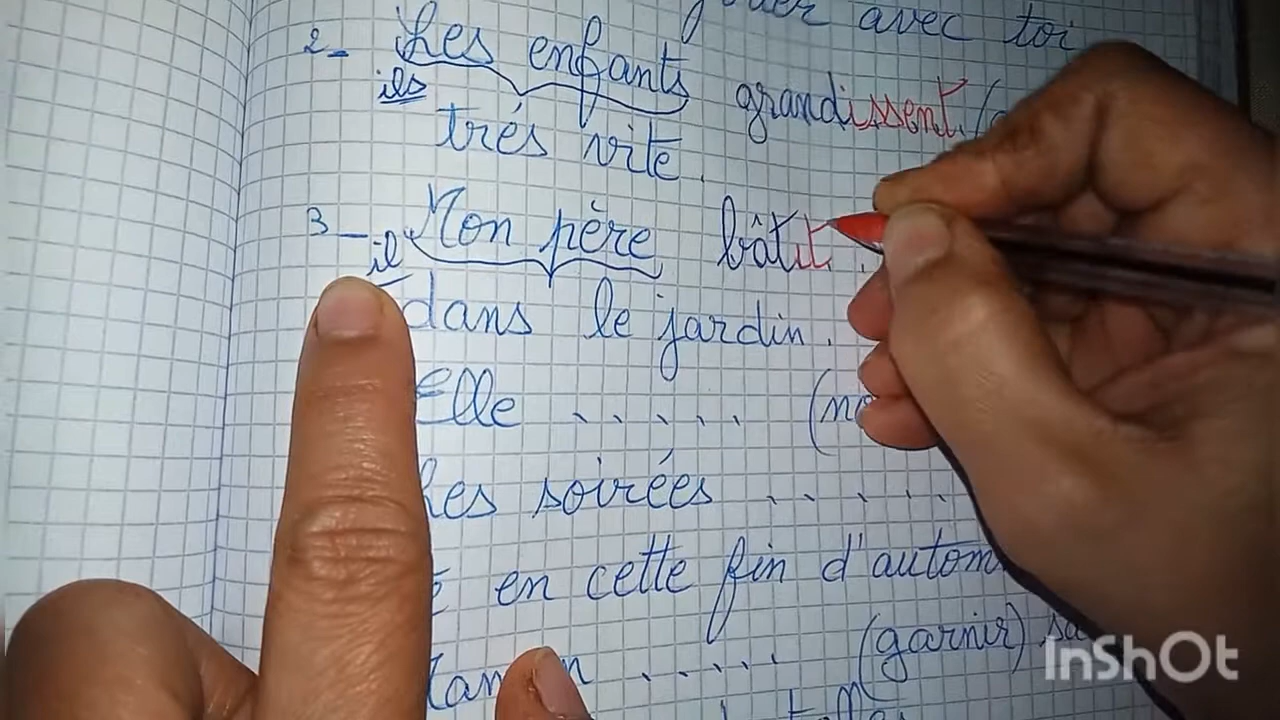 avec toi
2- Les enfants grandissent (
ils
très vite.
3- Mon père bâtit
il
dans le jardin.
Elle ..... (
Les soirées .....
en cette fin d'autom
..... (garnir) sa
InShOt